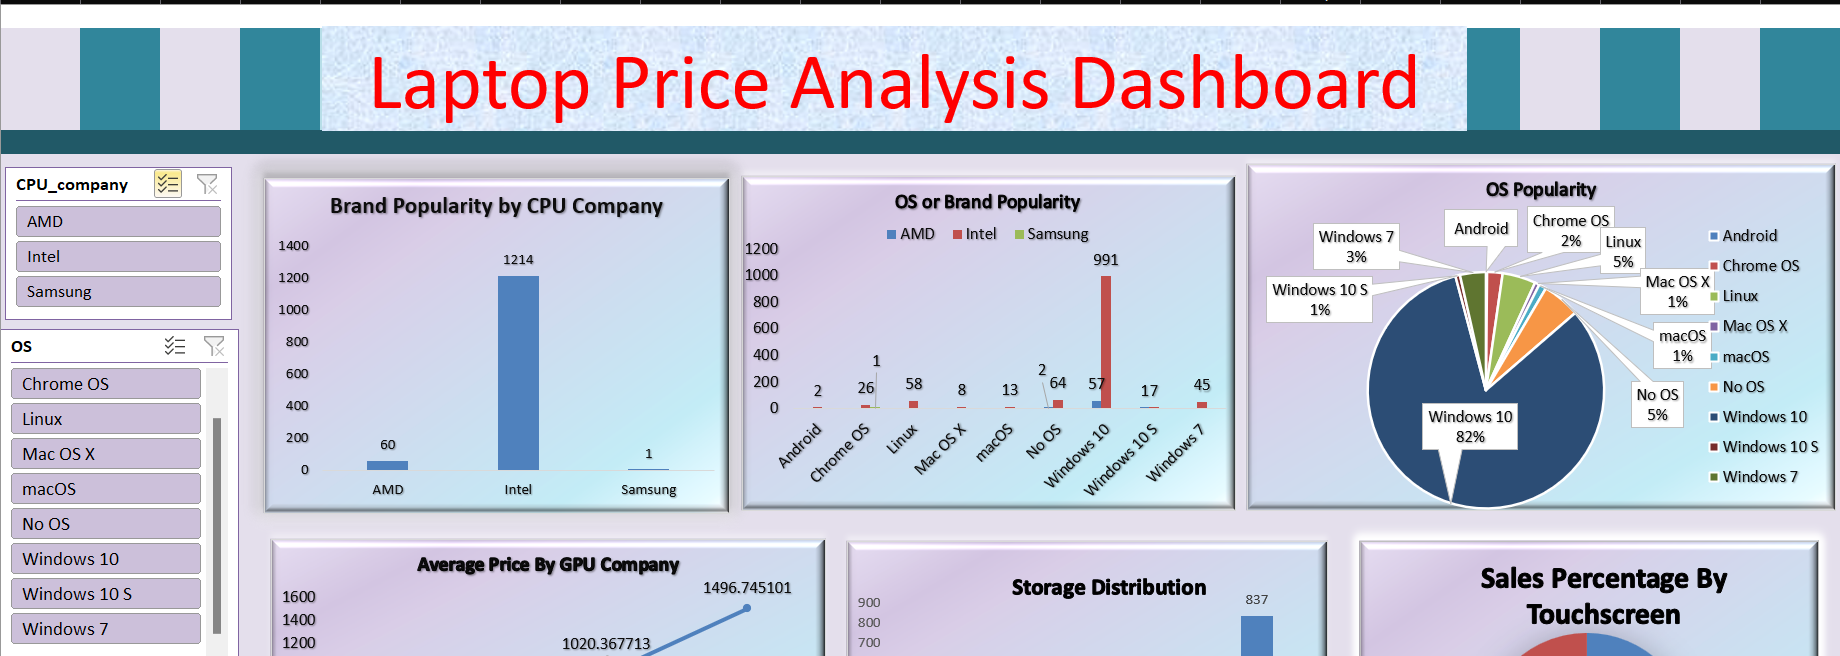 Laptop Price Analysis Dashboard
CPU_company
AMD
Intel
Samsung
OS
Chrome OS
Linux
Mac OS X
macOS
No OS
Windows 10
Windows 10 S
Windows 7
Brand Popularity by CPU Company
1400
1200
1000
800
600
400
200
0
60
1214
1
AMD
Intel
Samsung
OS or Brand Popularity
AMD
Intel
Samsung
1200
1000
800
600
400
200
0
2
26
1
58
8
13
2
64
57
991
17
45
Android
Chrome OS
Linux
Mac OS X
macOS
No OS
Windows 10
Windows 10 S
Windows 7
OS Popularity
Android
Chrome OS
2%
Linux
5%
Mac OS X
1%
macOS
1%
No OS
5%
Windows 10
82%
Windows 10 S
1%
Windows 7
3%
Android
Chrome OS
Linux
Mac OS X
macOS
No OS
Windows 10
Windows 10 S
Windows 7
Average Price By GPU Company
1600
1400
1200
1020.367713
1496.745101
Storage Distribution
900
800
700
837
Sales Percentage By
Touchscreen